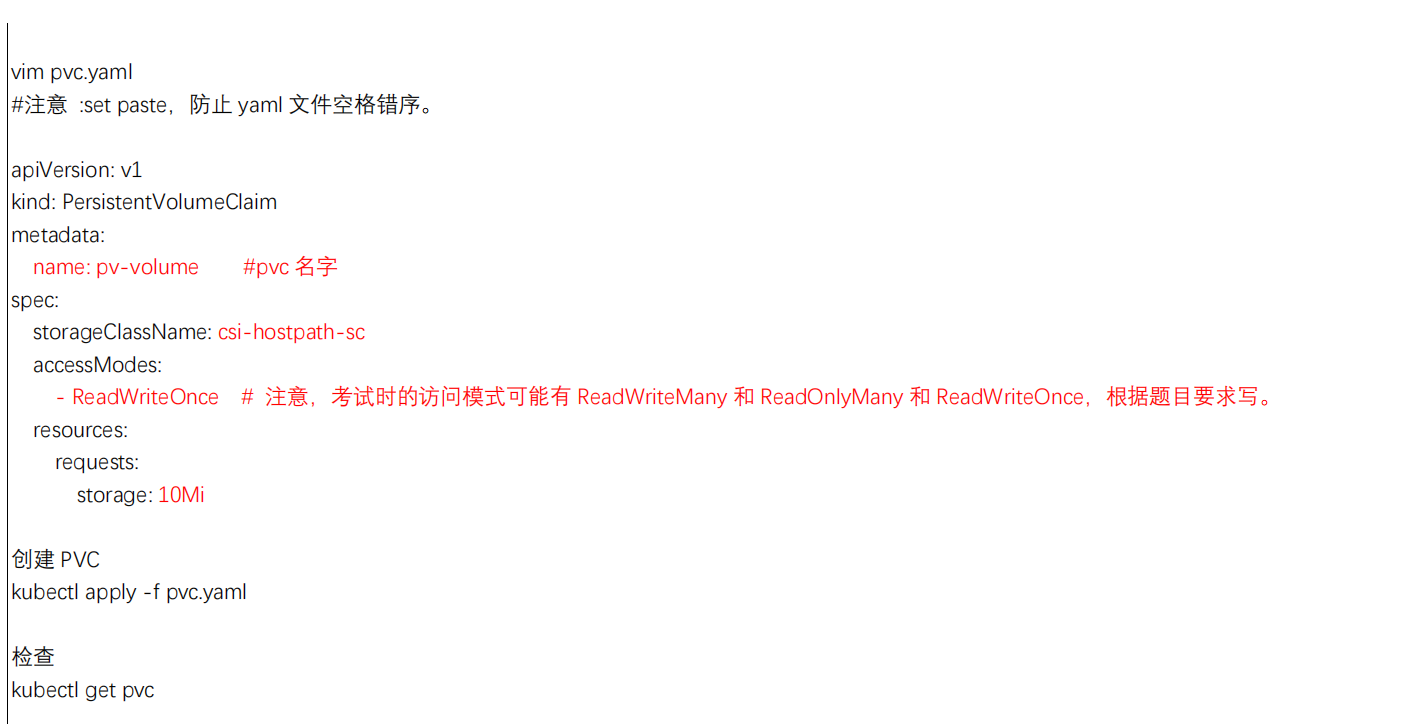 vim pvc.yaml
#注意 :set paste，防止 yaml 文件空格错序。
apiVersion: v1
kind: PersistentVolumeClaim
metadata:
  name: pv-volume    #pvc 名字
spec:
  storageClassName: csi-hostpath-sc
  accessModes:
    - ReadWriteOnce  # 注意，考试时的访问模式可能有 ReadWriteMany 和 ReadOnlyMany 和 ReadWriteOnce，根据题目要求写。
  resources:
    requests:
      storage: 10Mi
创建 PVC
kubectl apply -f pvc.yaml
检查
kubectl get pvc